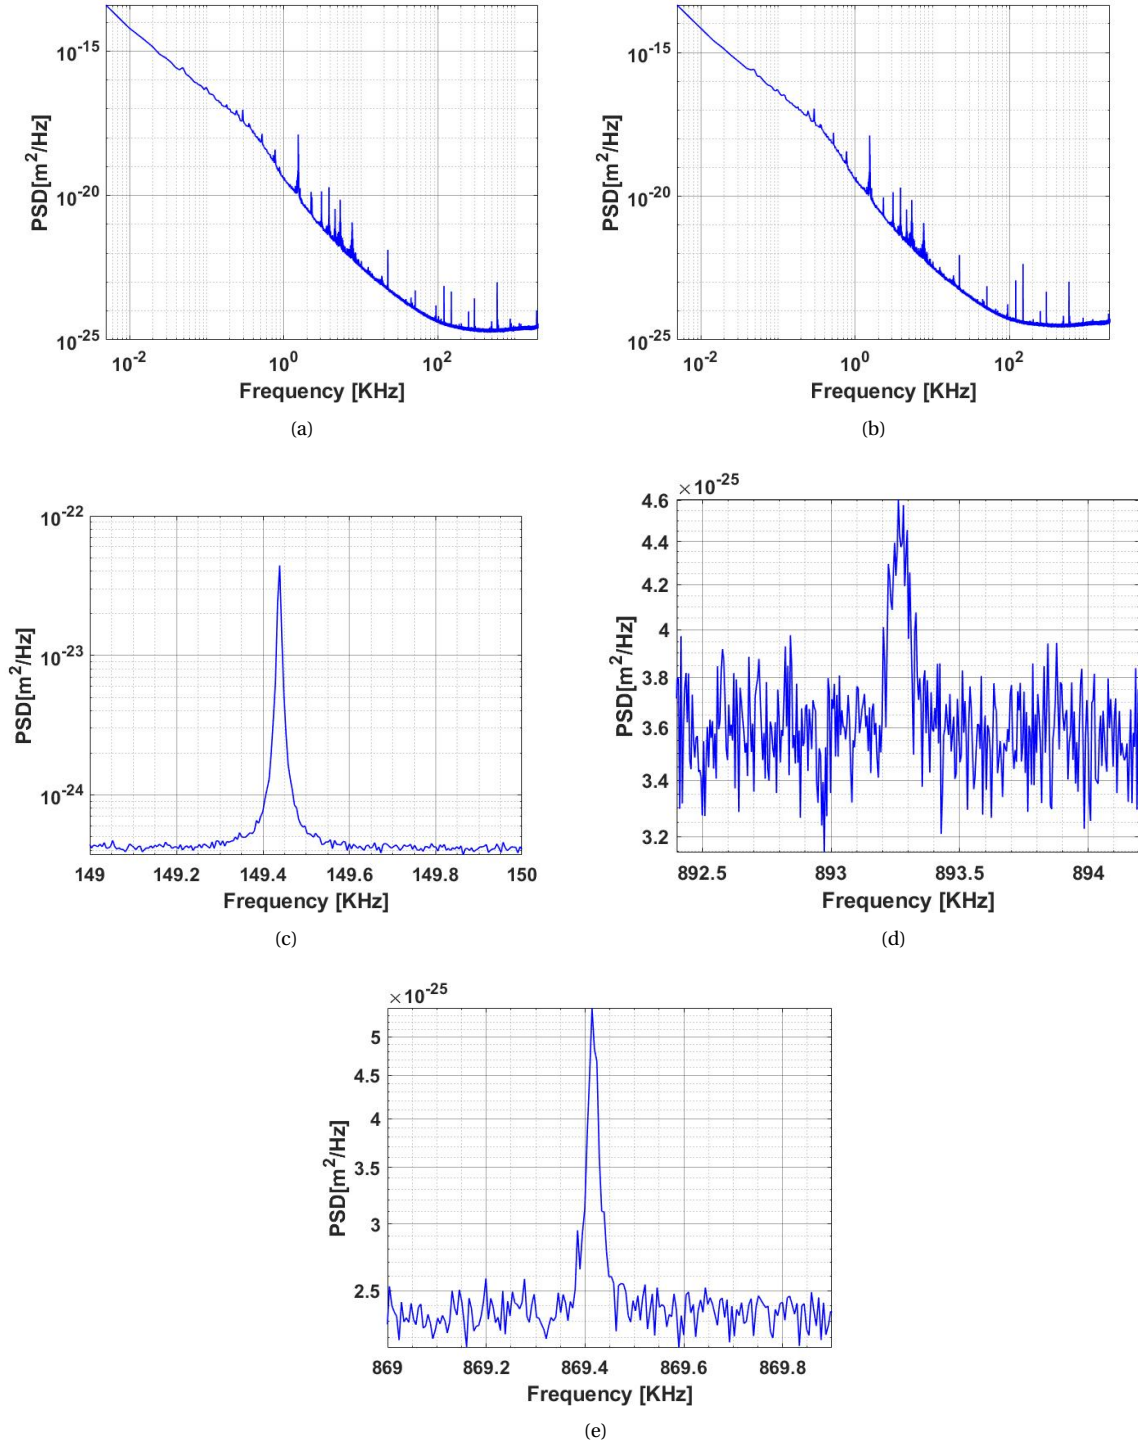 10^-15
10^-20
10^-25
PSD[m^2/Hz]
10^-2 10^0 10^2
Frequency [KHz]
(a)
10^-15
10^-20
10^-25
PSD[m^2/Hz]
10^-2 10^0 10^2
Frequency [KHz]
(b)
10^-22
10^-23
10^-24
PSD[m^2/Hz]
149 149.2 149.4 149.6 149.8 150
Frequency [KHz]
(c)
×10^-25
4.6
4.4
4.2
4
3.8
3.6
3.4
3.2
PSD[m^2/Hz]
892.5 893 893.5 894
Frequency [KHz]
(d)
×10^-25
5
4.5
4
3.5
3
2.5
PSD[m^2/Hz]
869 869.2 869.4 869.6 869.8
Frequency [KHz]
(e)